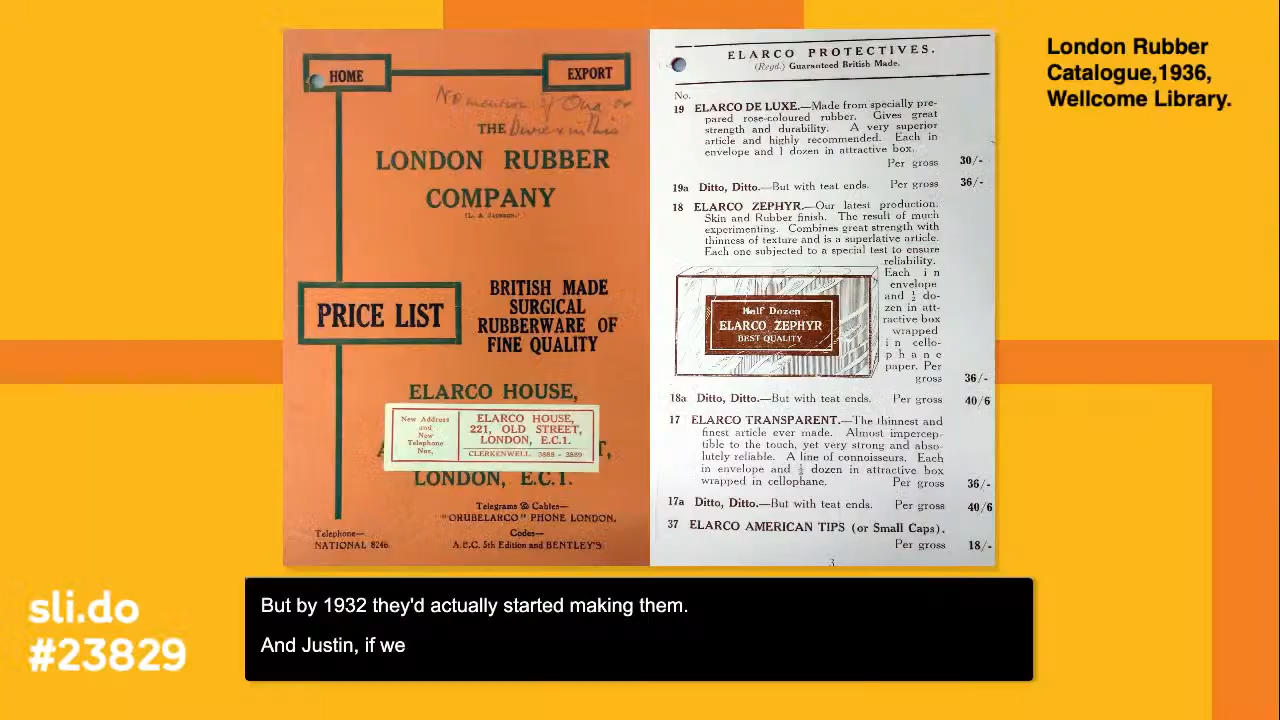 HOME
EXPORT
No mention of Ona or
THE Durex in this
LONDON RUBBER
COMPANY
PRICE LIST
BRITISH MADE
SURGICAL
RUBBERWARE OF
FINE QUALITY
ELARCO HOUSE,
New Address
and
New
Telephone
Nos.
ELARCO HOUSE,
221, OLD STREET,
LONDON, E.C.1.
CLERKENWELL 3888 - 3889
LONDON, E.C.1.
Telegrams & Cables—
"ORUBELARCO" PHONE LONDON.
Telephone—
NATIONAL 8246.
Codes—
A.B.C. 5th Edition and BENTLEY'S
ELARCO PROTECTIVES.
(Regd.) Guaranteed British Made.
No.
19 ELARCO DE LUXE.—Made from specially pre-
pared rose-coloured rubber. Gives great
strength and durability. A very superior
article and highly recommended. Each in
envelope and 1 dozen in attractive box.
Per gross 30/-
19a Ditto, Ditto.—But with teat ends. Per gross 36/-
18 ELARCO ZEPHYR.—Our latest production.
Skin and Rubber finish. The result of much
experimenting. Combines great strength with
thinness of texture and is a superlative article.
Each one subjected to a special test to ensure
reliability.
Each in
envelope
and ½ do-
zen in att-
ractive box
wrapped
in cello-
phane
paper. Per
gross 36/-
Half Dozen
ELARCO ZEPHYR
BEST QUALITY
18a Ditto, Ditto.—But with teat ends. Per gross 40/6
17 ELARCO TRANSPARENT.—The thinnest and
finest article ever made. Almost impercep-
tible to the touch, yet very strong and abso-
lutely reliable. A line of connoisseurs. Each
in envelope and ½ dozen in attractive box
wrapped in cellophane. Per gross 36/-
17a Ditto, Ditto.—But with teat ends. Per gross 40/6
37 ELARCO AMERICAN TIPS (or Small Caps).
Per gross 18/-
3
London Rubber
Catalogue,1936,
Wellcome Library.
sli.do
#23829
But by 1932 they'd actually started making them.
And Justin, if we